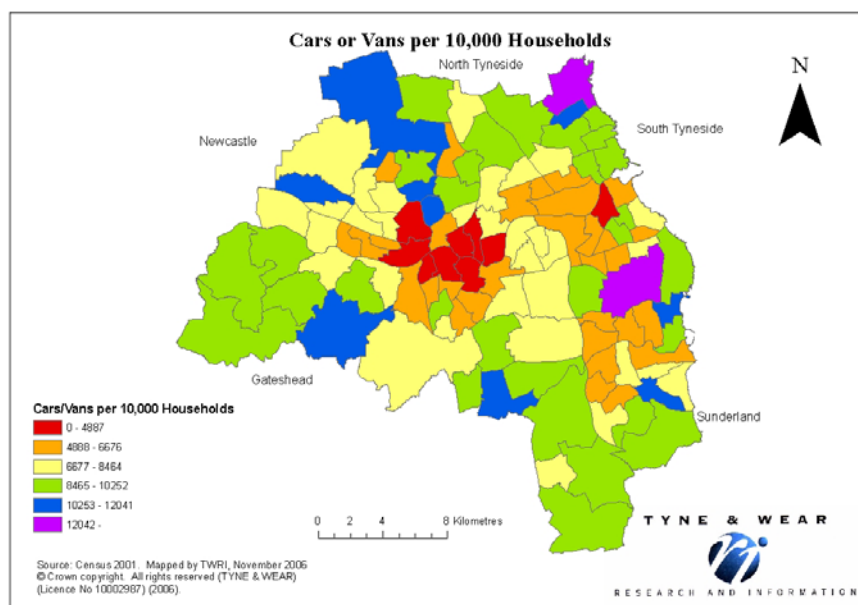 Cars or Vans per 10,000 Households
North Tyneside
N
South Tyneside
Newcastle
Gateshead
Sunderland
Cars/Vans per 10,000 Households
0 - 4887
4888 - 6676
6677 - 8464
8465 - 10252
10253 - 12041
12042 -
0 2 4 8 Kilometres
TYNE & WEAR
ri
RESEARCH AND INFORMATION
Source: Census 2001. Mapped by TWRI, November 2006
© Crown copyright. All rights reserved (TYNE & WEAR)
(Licence No 10002987) (2006).